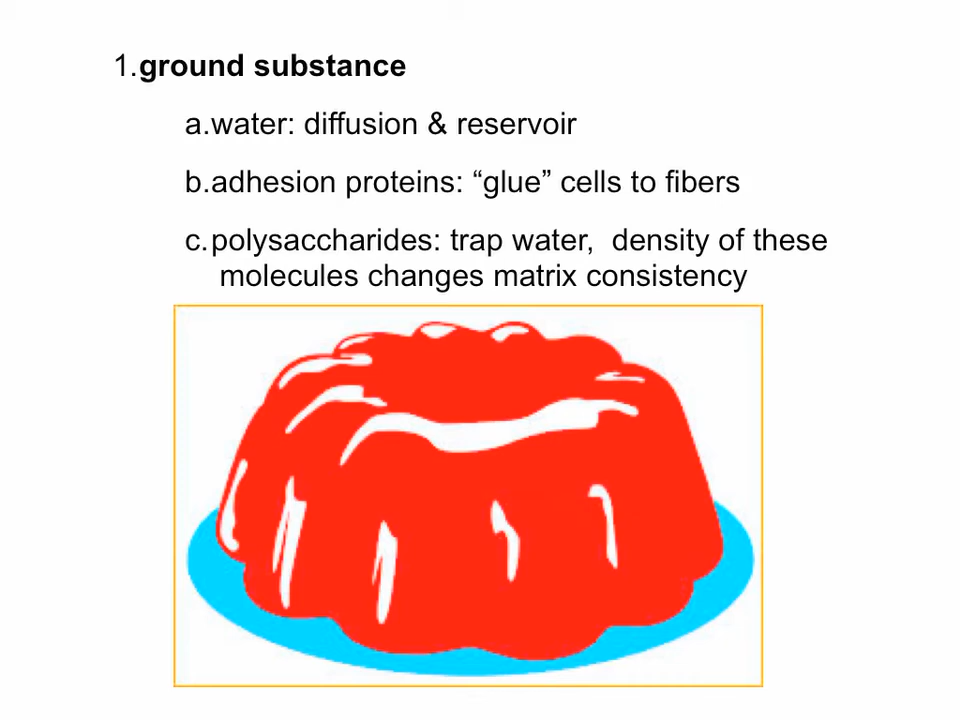 1.ground substance
a.water: diffusion & reservoir
b.adhesion proteins: “glue” cells to fibers
c.polysaccharides: trap water,  density of these
molecules changes matrix consistency